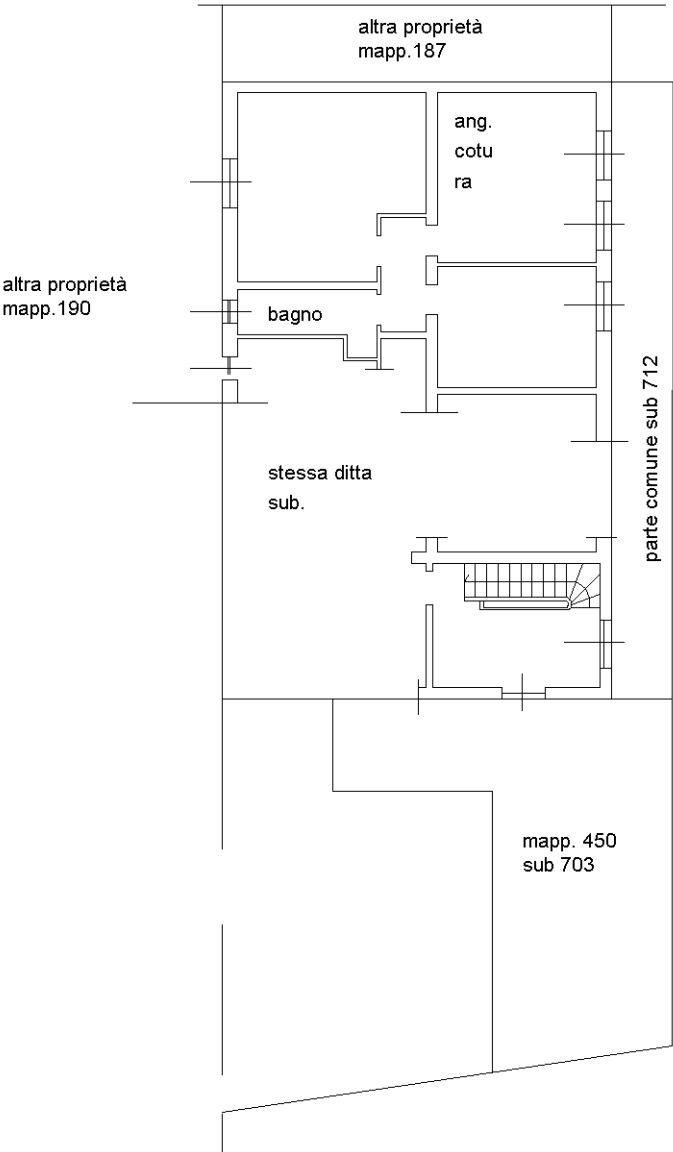 altra proprietà
mapp.187
ang.
cotu
ra
altra proprietà
mapp.190
bagno
parte comune sub 712
stessa ditta
sub.
mapp. 450
sub 703